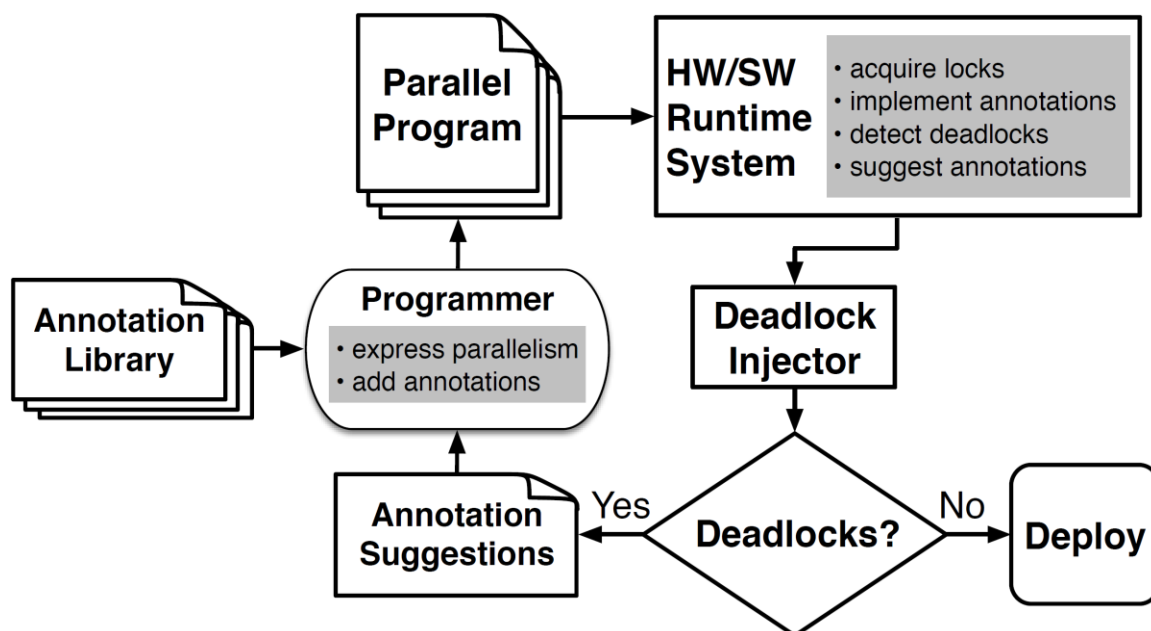 Parallel
Program
HW/SW
Runtime
System
• acquire locks
• implement annotations
• detect deadlocks
• suggest annotations
Annotation
Library
Programmer
• express parallelism
• add annotations
Deadlock
Injector
Annotation
Suggestions
Yes
Deadlocks?
No
Deploy